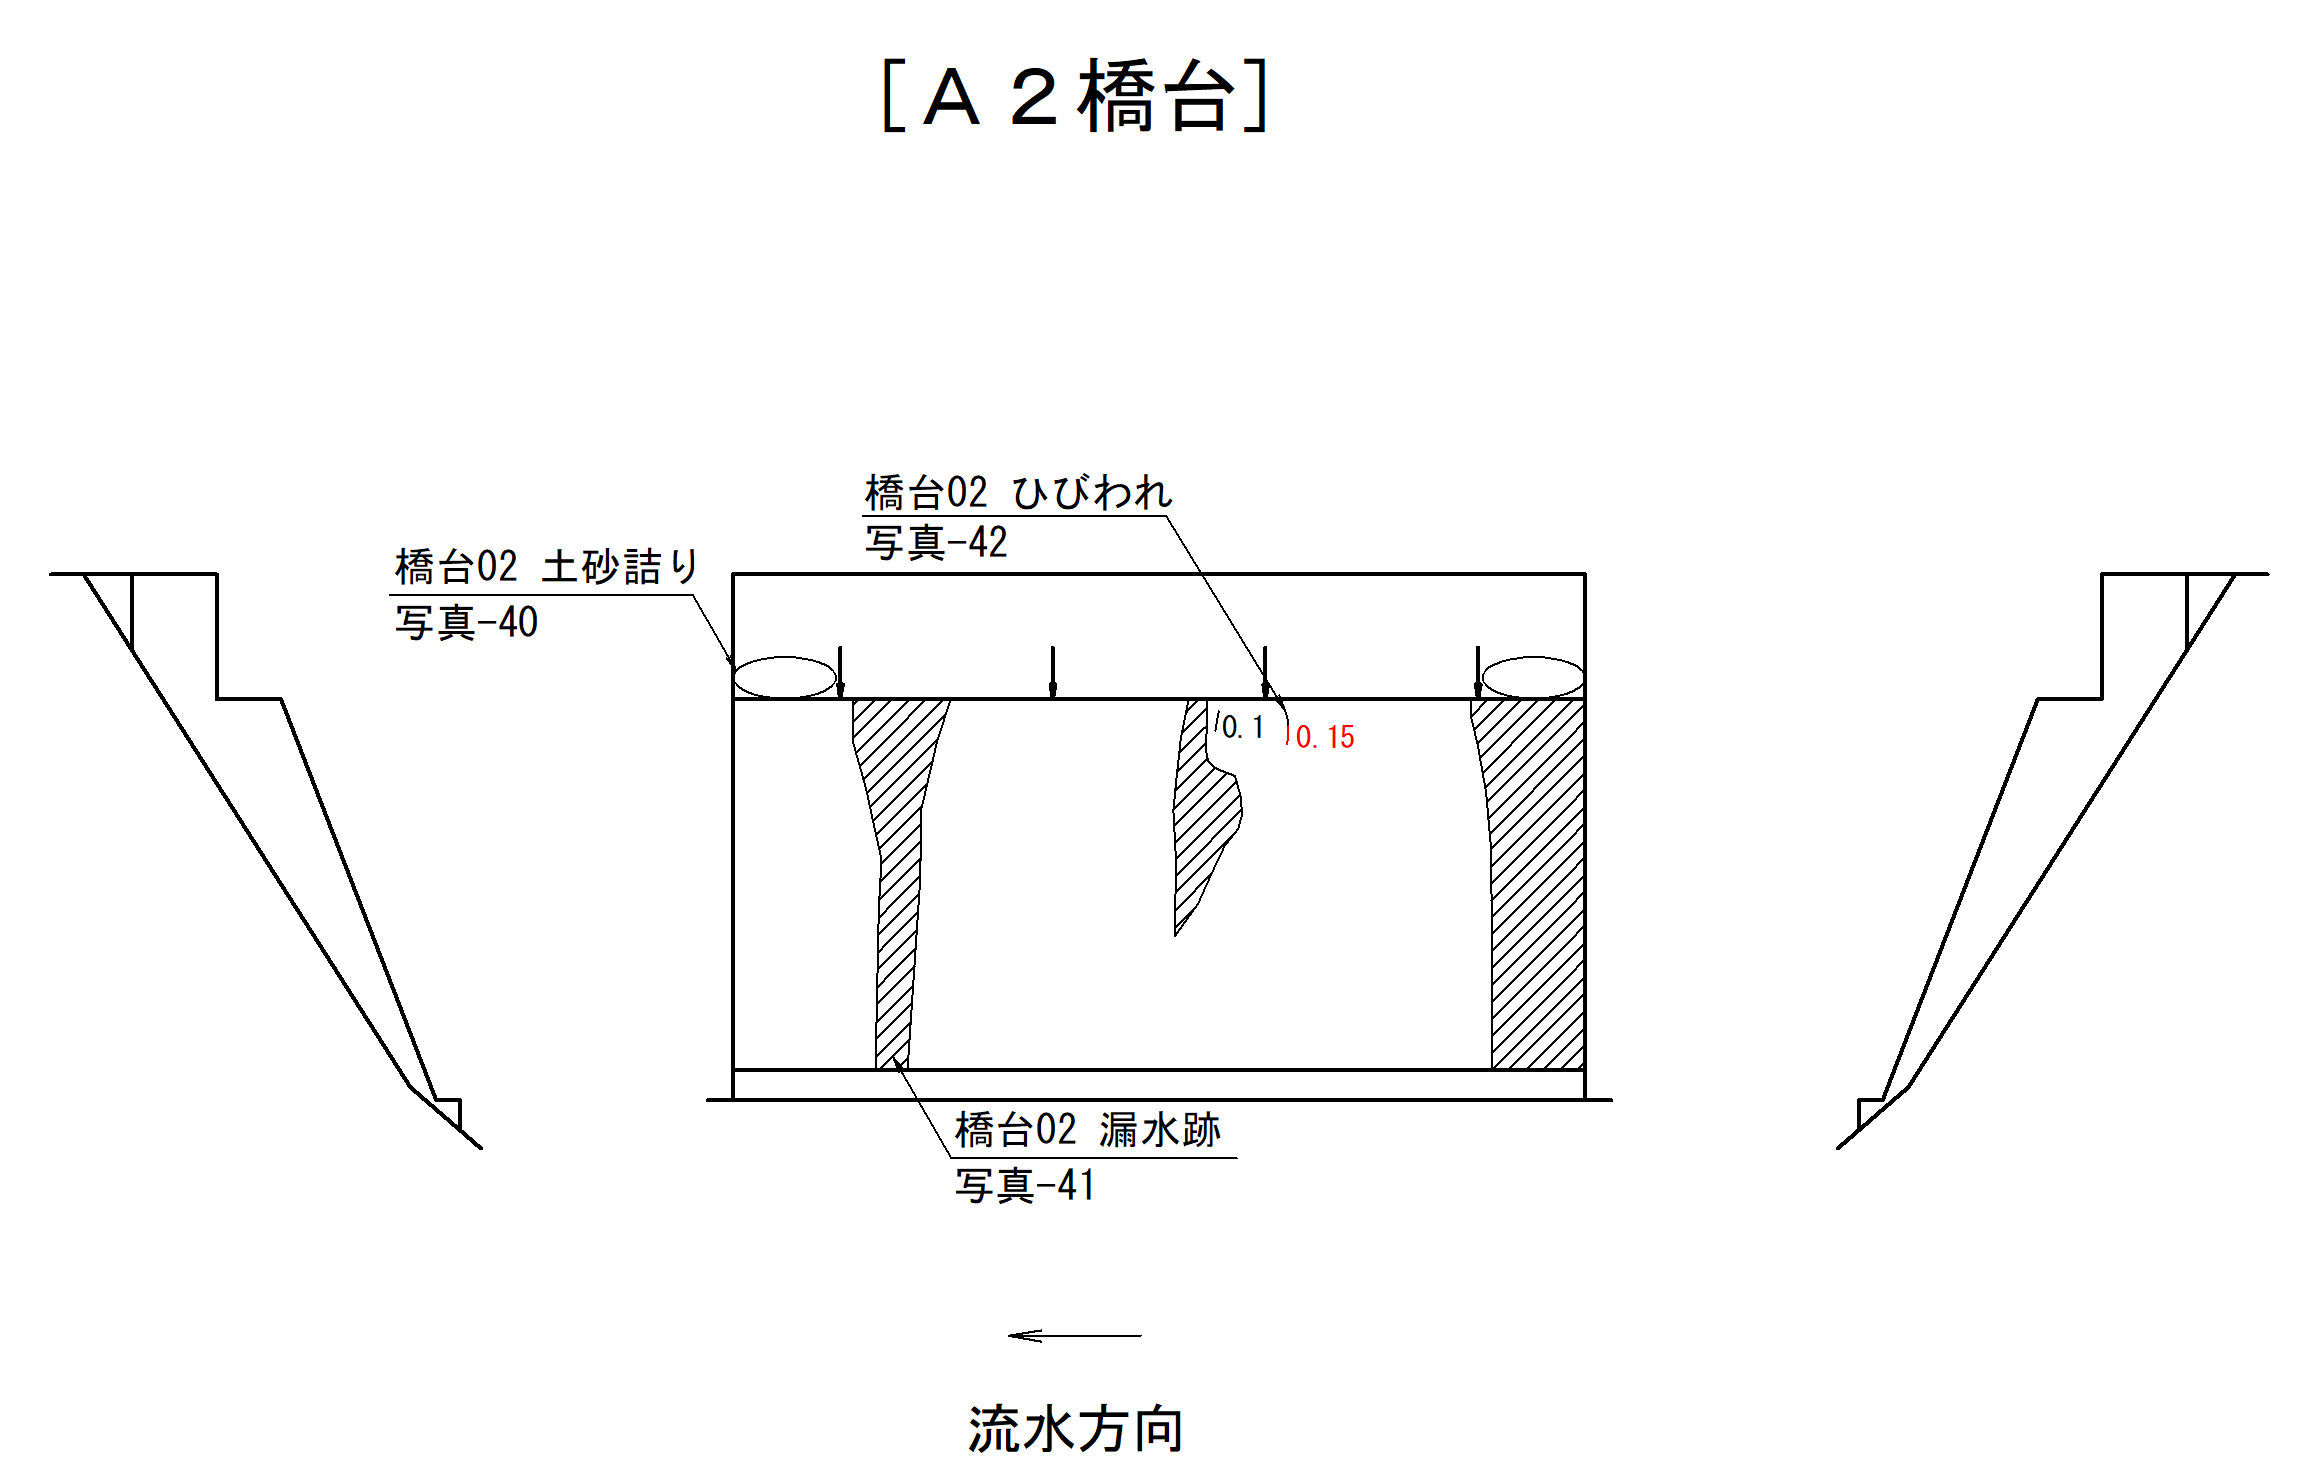 ［Ａ２橋台］
橋台02 ひびわれ
写真-42
橋台02 土砂詰り
写真-40
0.1
0.15
橋台02 漏水跡
写真-41
流水方向